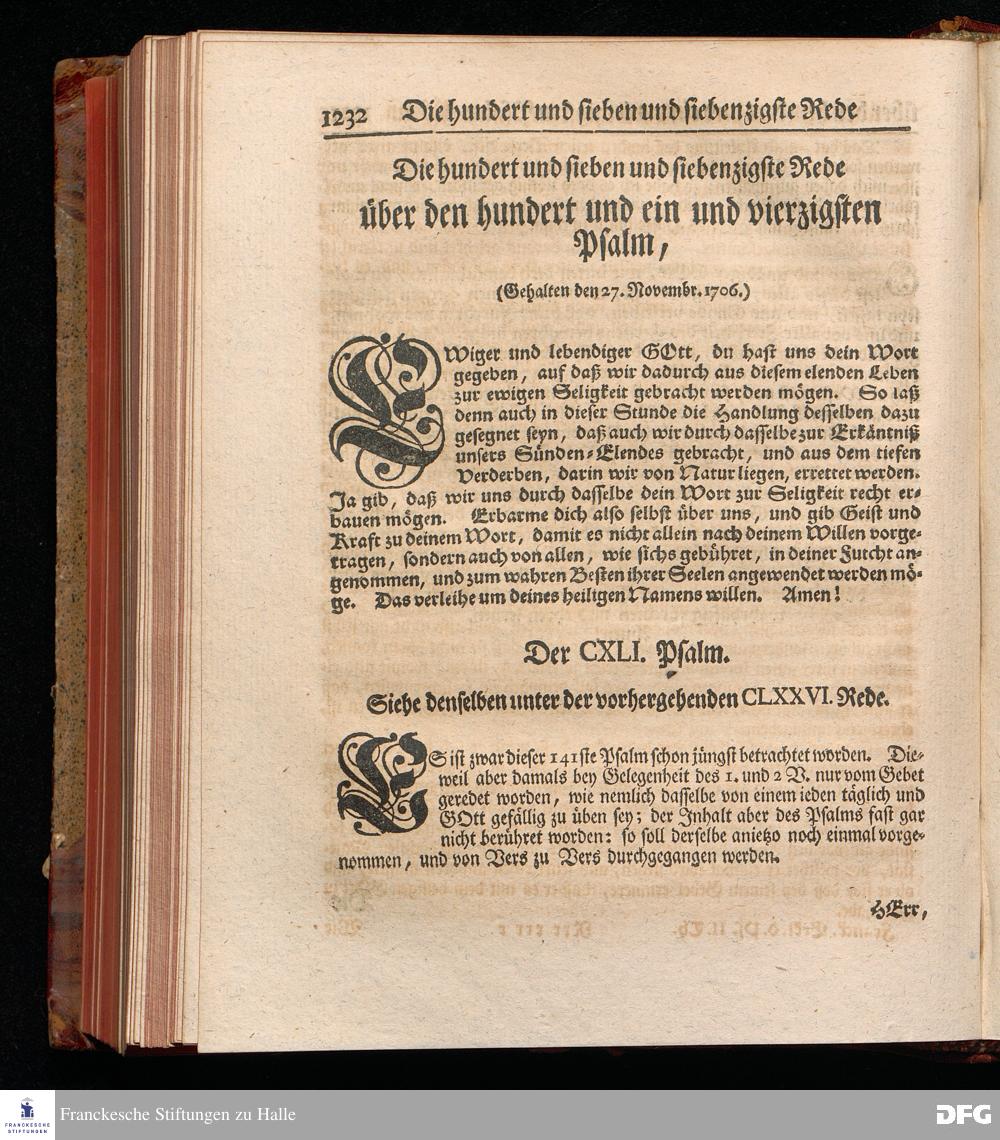 1232 Die hundert und sieben und siebenzigste Rede
Die hundert und sieben und siebenzigste Rede
über den hundert und ein und vierzigsten
Psalm,
(Gehalten den 27. Novembr. 1706.)
EWiger und lebendiger GOtt, du hast uns dein Wort
gegeben, auf daß wir dadurch aus diesem elenden Leben
zur ewigen Seligkeit gebracht werden mögen. So laß
denn auch in dieser Stunde die Handlung desselben dazu
gesegnet seyn, daß auch wir durch dasselbe zur Erkäntniß
unsers Sünden-Elendes gebracht, und aus dem tiefen
Verderben, darin wir von Natur liegen, errettet werden.
Ja gib, daß wir uns durch dasselbe dein Wort zur Seligkeit recht er-
bauen mögen. Erbarme dich also selbst über uns, und gib Geist und
Kraft zu deinem Wort, damit es nicht allein nach deinem Willen vorge-
tragen, sondern auch von allen, wie sichs gebühret, in deiner Furcht an-
genommen, und zum wahren Besten ihrer Seelen angewendet werden mö-
ge. Das verleihe um deines heiligen Namens willen. Amen!
Der CXLI. Psalm.
Siehe denselben unter der vorhergehenden CLXXVI. Rede.
ES ist zwar dieser 141ste Psalm schon jüngst betrachtet worden. Die-
weil aber damals bey Gelegenheit des 1. und 2 V. nur vom Gebet
geredet worden, wie nemlich dasselbe von einem ieden täglich und
GOtt gefällig zu üben sey; der Inhalt aber des Psalms fast gar
nicht berühret worden: so soll derselbe anietzo noch einmal vorge-
nommen, und von Vers zu Vers durchgegangen werden.
HErr,
FRANCKESCHE
STIFTUNGEN
Franckesche Stiftungen zu Halle
DFG